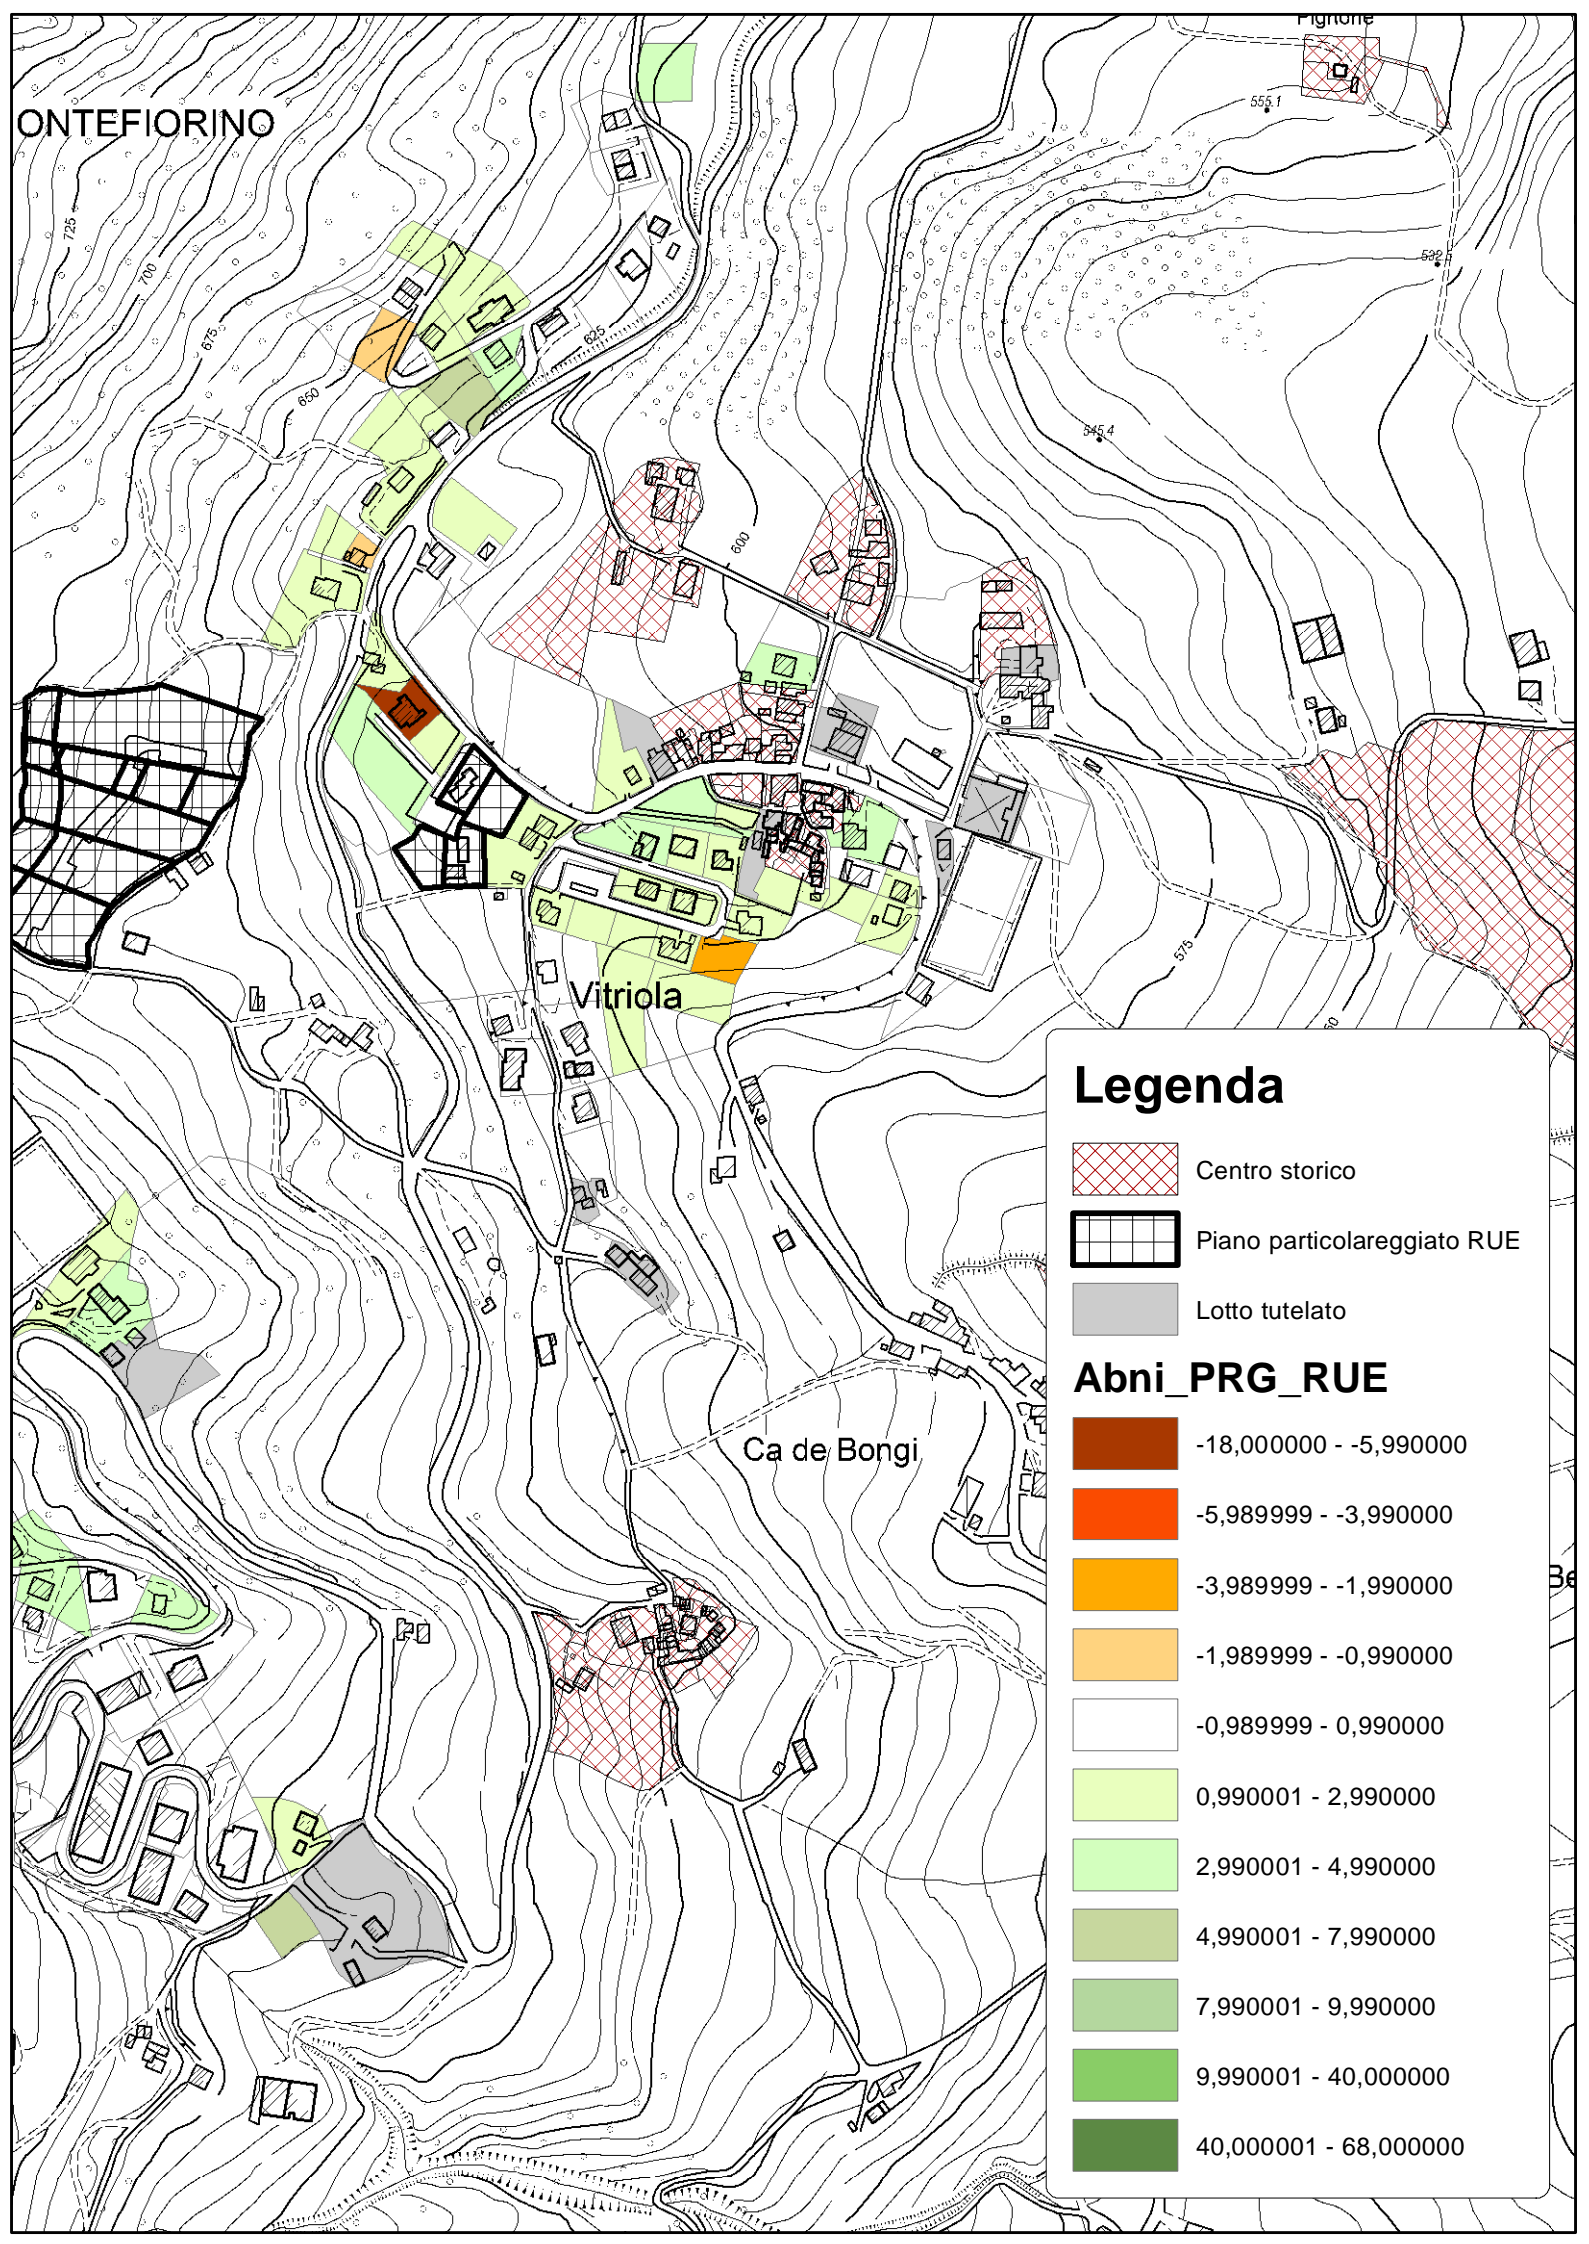 ONTEFIORINO
555.1
725
700
532.5
675
625
650
545.4
600
575
Vitriola
Legenda
Centro storico
Piano particolareggiato RUE
Lotto tutelato
Abni_PRG_RUE
-18,000000 - -5,990000
-5,989999 - -3,990000
-3,989999 - -1,990000
-1,989999 - -0,990000
-0,989999 - 0,990000
0,990001 - 2,990000
2,990001 - 4,990000
4,990001 - 7,990000
7,990001 - 9,990000
9,990001 - 40,000000
40,000001 - 68,000000
Ca de Bongi
Be